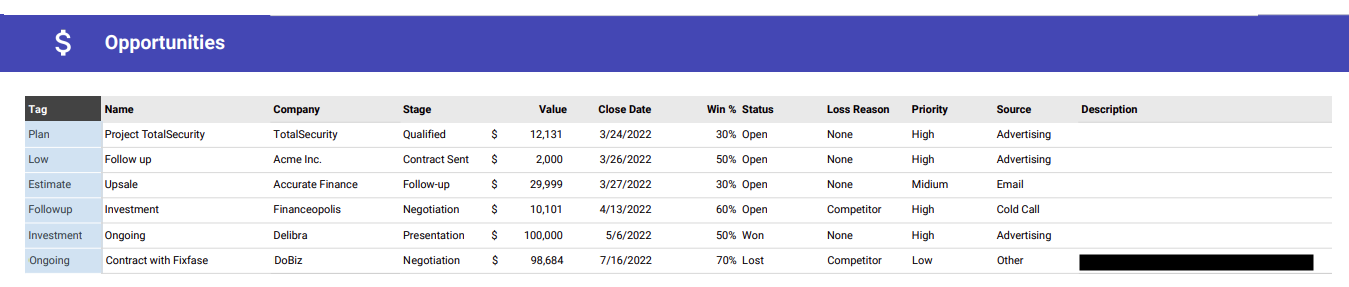 $ Opportunities
Tag Name Company Stage Value Close Date Win % Status Loss Reason Priority Source Description
Plan Project TotalSecurity TotalSecurity Qualified $ 12,131 3/24/2022 30% Open None High Advertising
Low Follow up Acme Inc. Contract Sent $ 2,000 3/26/2022 50% Open None High Advertising
Estimate Upsale Accurate Finance Follow-up $ 29,999 3/27/2022 30% Open None Midium Email
Followup Investment Financeopolis Negotiation $ 10,101 4/13/2022 60% Open Competitor High Cold Call
Investment Ongoing Delibra Presentation $ 100,000 5/6/2022 50% Won None High Advertising
Ongoing Contract with Fixfase DoBiz Negotiation $ 98,684 7/16/2022 70% Lost Competitor Low Other